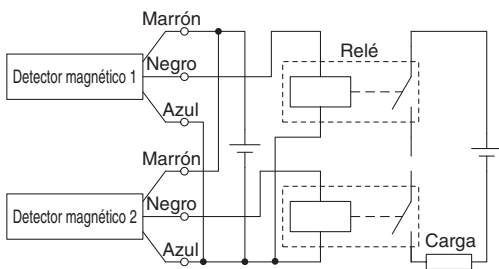 Marrón
Relé
Negro
Detector magnético 1
Azul
Marrón
Negro
Detector magnético 2
Azul
Carga